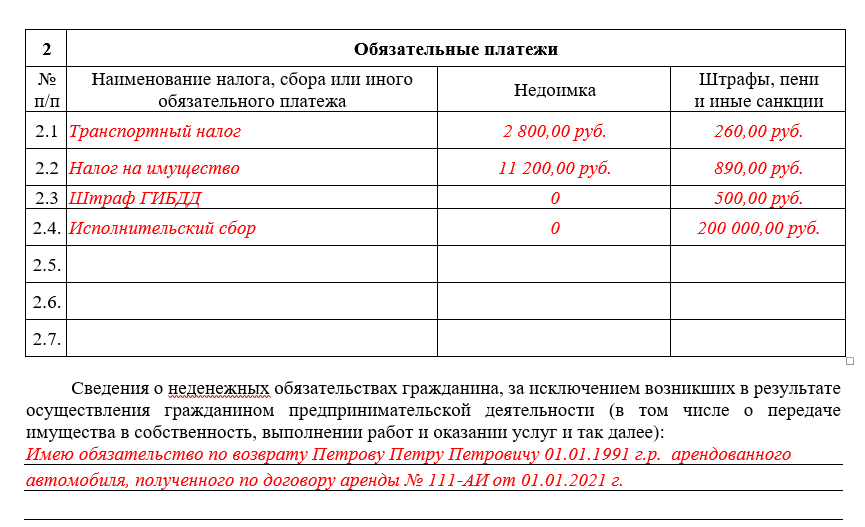 2 Обязательные платежи
№ п/п Наименование налога, сбора или иного обязательного платежа Недоимка Штрафы, пени и иные санкции
2.1 Транспортный налог 2 800,00 руб. 260,00 руб.
2.2 Налог на имущество 11 200,00 руб. 890,00 руб.
2.3 Штраф ГИБДД 0 500,00 руб.
2.4. Исполнительский сбор 0 200 000,00 руб.
2.5.
2.6.
2.7.
Сведения о неденежных обязательствах гражданина, за исключением возникших в результате
осуществления гражданином предпринимательской деятельности (в том числе о передаче
имущества в собственность, выполнении работ и оказании услуг и так далее):
Имею обязательство по возврату Петрову Петру Петровичу 01.01.1991 г.р. арендованного
автомобиля, полученного по договору аренды № 111-АИ от 01.01.2021 г.